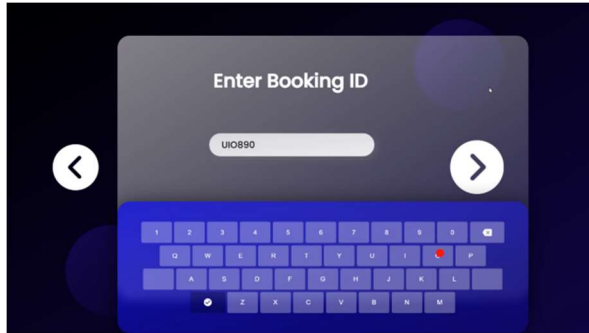 Enter Booking ID
UIO890
1 2 3 4 5 6 7 8 9 0
Q W E R T Y U I P
A S D F G H J K L
Z X C V B N M